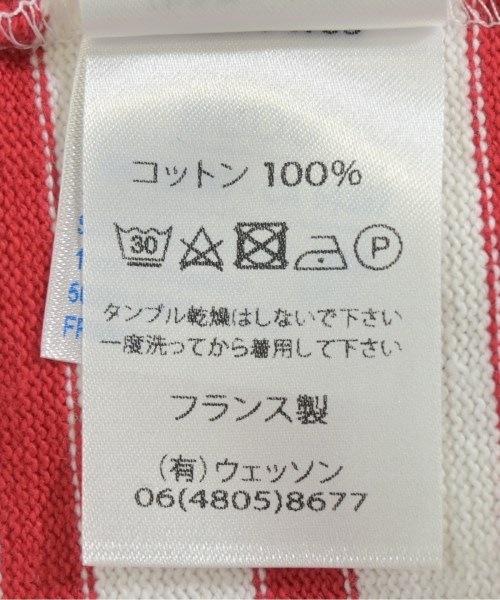 コットン 100%
30 P
タンブル乾燥はしないで下さい
一度洗ってから着用して下さい
フランス製
(有)ウェッソン
06(4805)8677